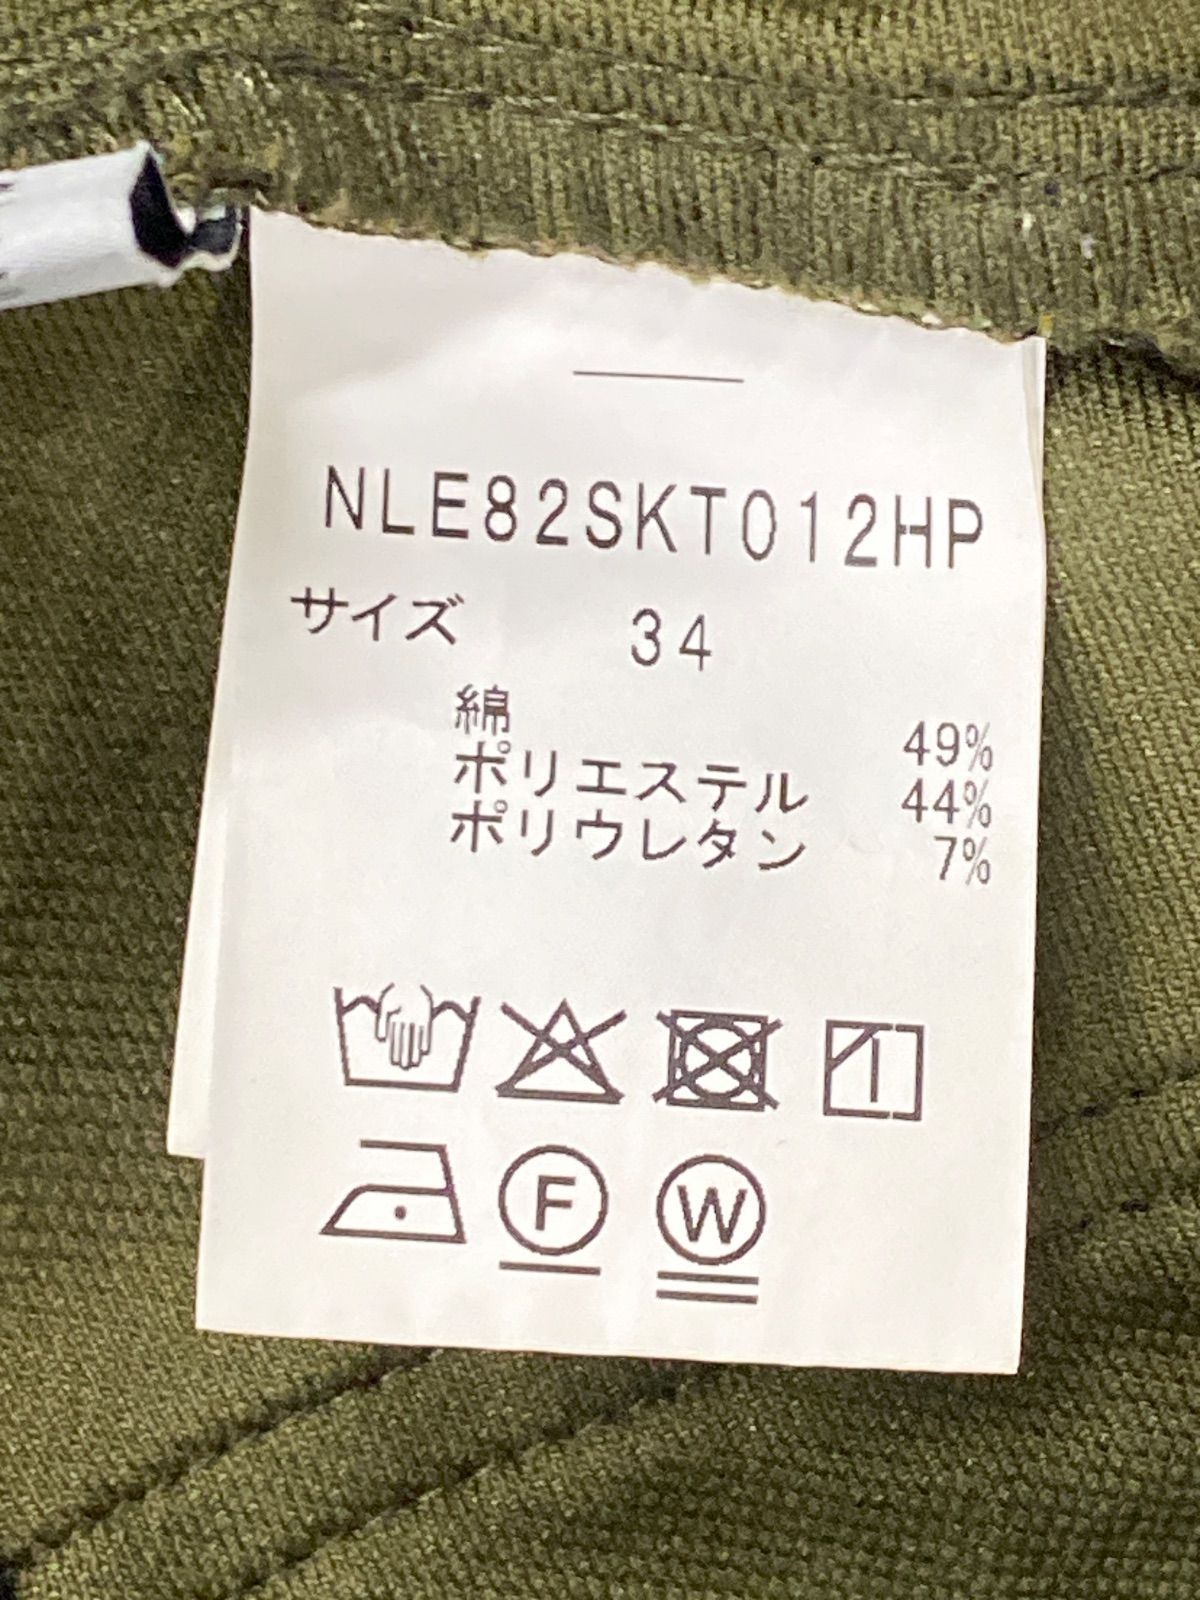 NLE82SKT012HP
サイズ 34
綿 49%
ポリエステル 44%
ポリウレタン 7%
F W